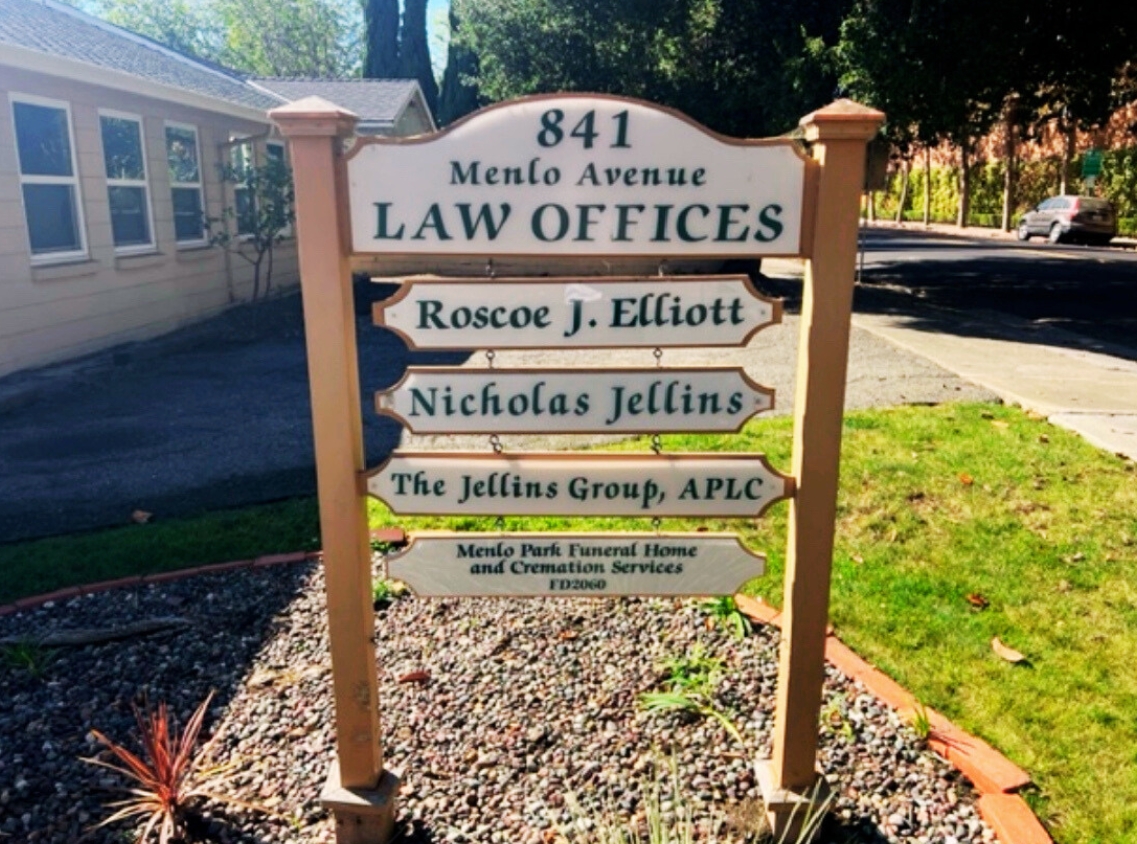 841
Menlo Avenue
LAW OFFICES
Roscoe J. Elliott
Nicholas Jellins
The Jellins Group, APLC
Menlo Park Funeral Home
and Cremation Services
FD2060